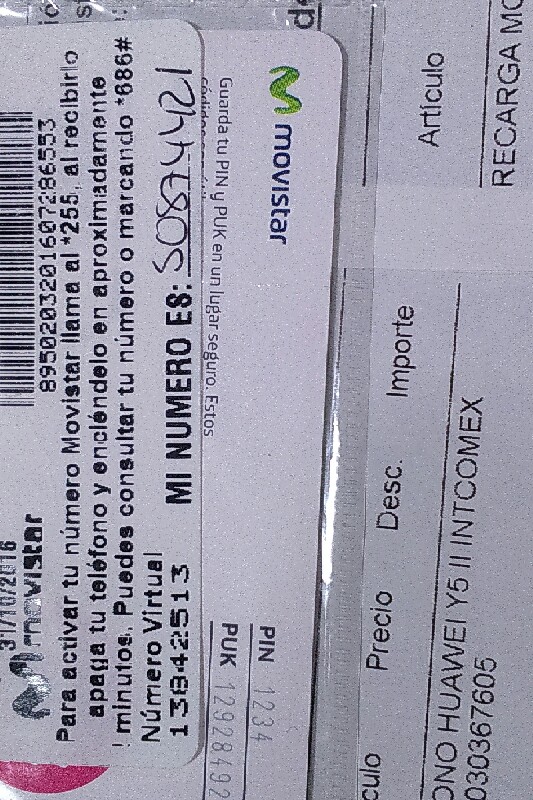 31/10/2016
movistar
8950203201607286553
Para activar tu número Movistar llama al *255, al recibirlo
apaga tu teléfono y enciéndelo en aproximadamente
minutos. Puedes consultar tu número o marcando *686#
Número Virtual
13842513
MI NUMERO ES: 50874421
Guarda tu PIN y PUK en un lugar seguro. Estos
PIN 1234
PUK 12928492
movistar
Precio Desc. Importe
Artículo
ONO HUAWEI Y5 II INTCOMEX
030367605
RECARGA MO